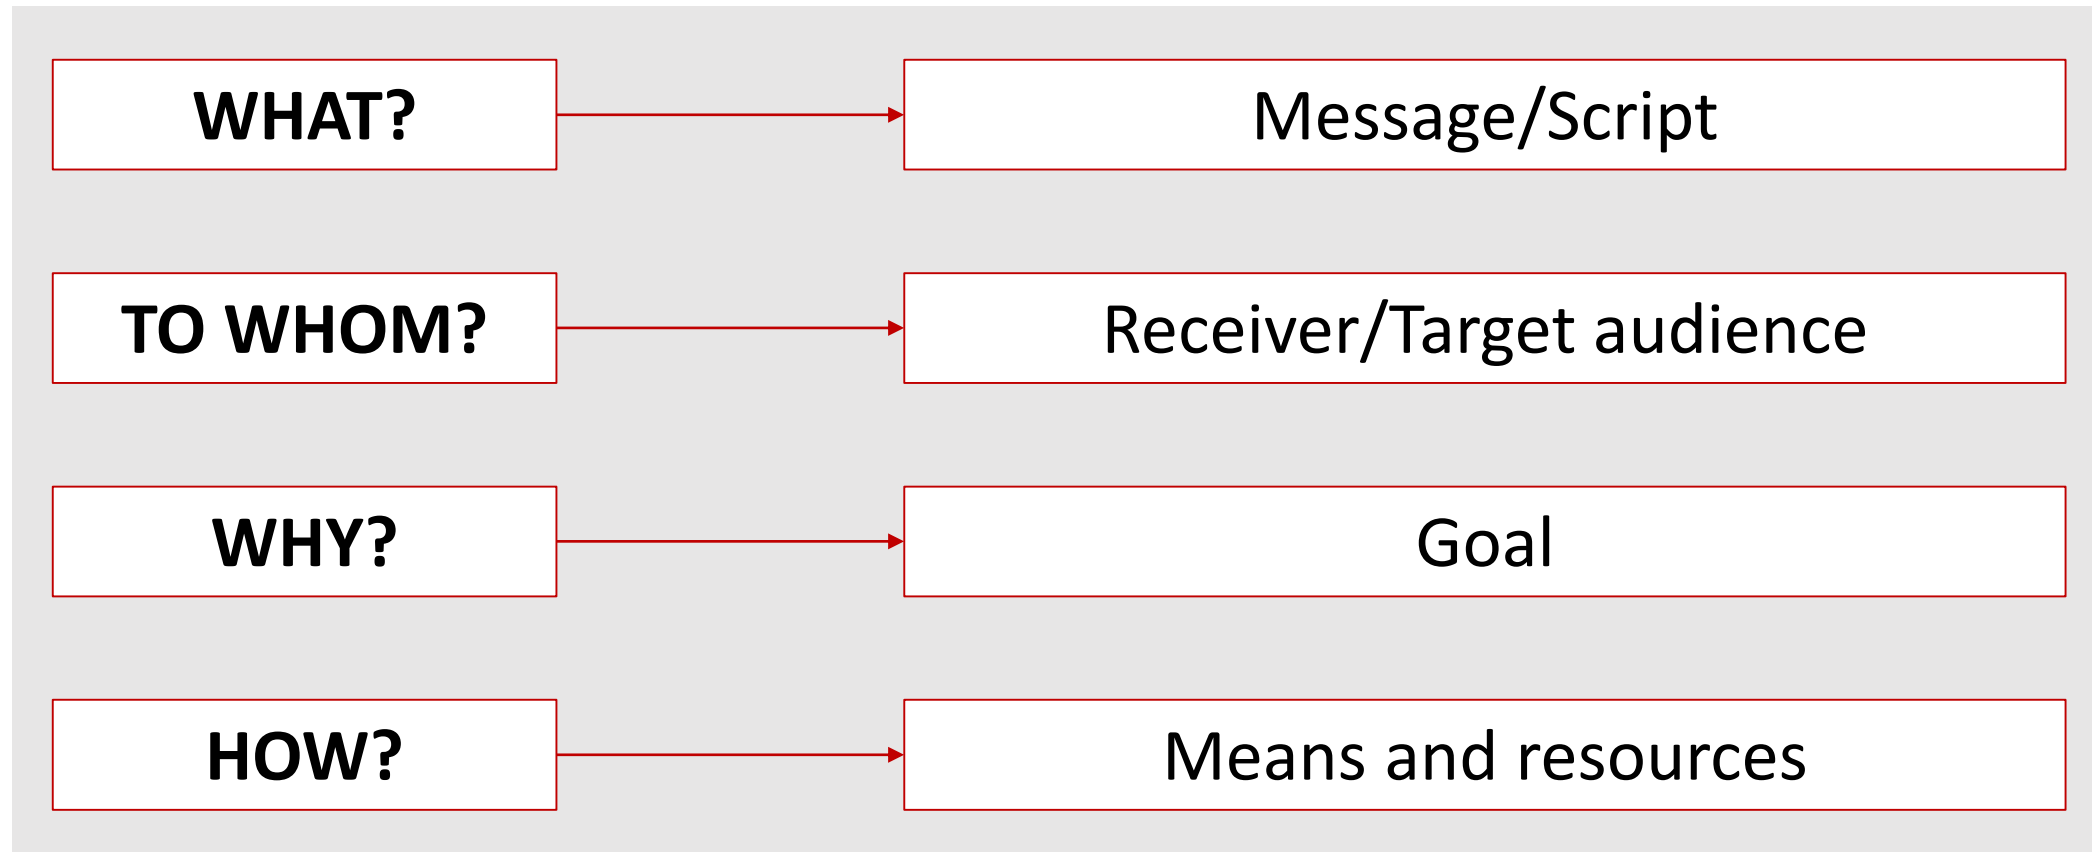 WHAT?
Message/Script
TO WHOM?
Receiver/Target audience
WHY?
Goal
HOW?
Means and resources